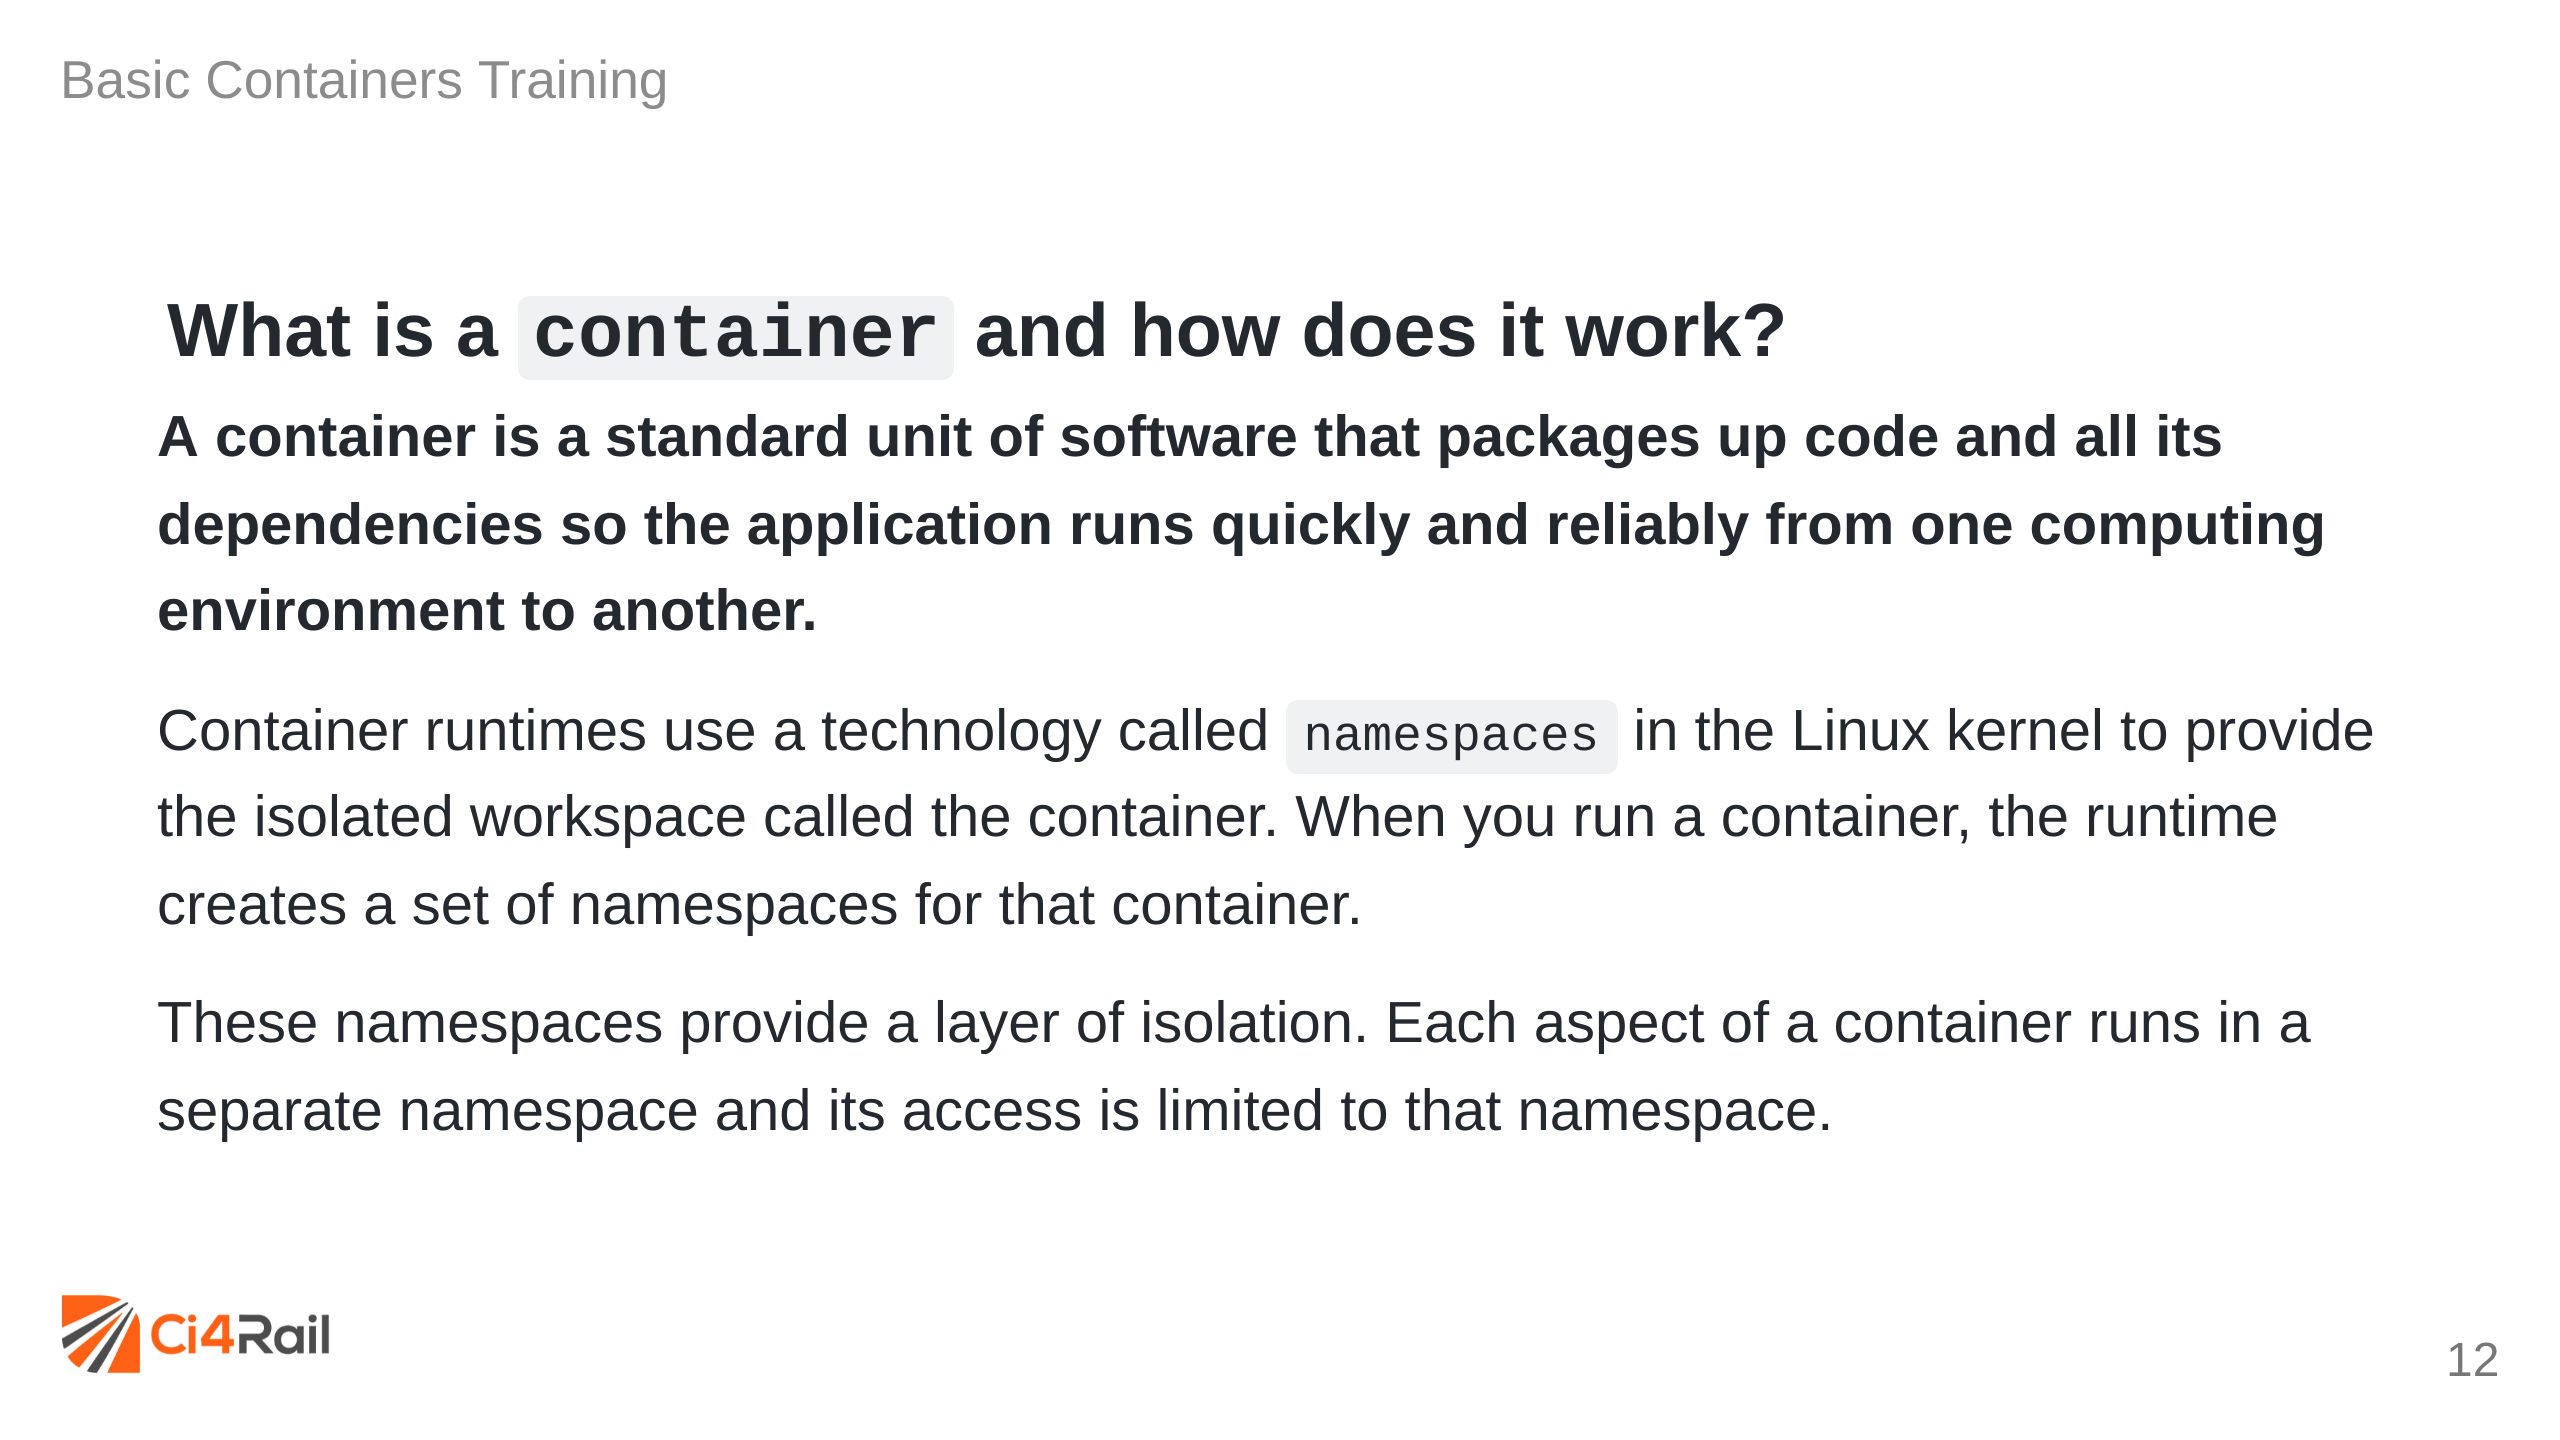 Basic Containers Training
What is a container and how does it work?
A container is a standard unit of software that packages up code and all its
dependencies so the application runs quickly and reliably from one computing
environment to another.
Container runtimes use a technology called namespaces in the Linux kernel to provide
the isolated workspace called the container. When you run a container, the runtime
creates a set of namespaces for that container.
These namespaces provide a layer of isolation. Each aspect of a container runs in a
separate namespace and its access is limited to that namespace.
Ci4Rail
12